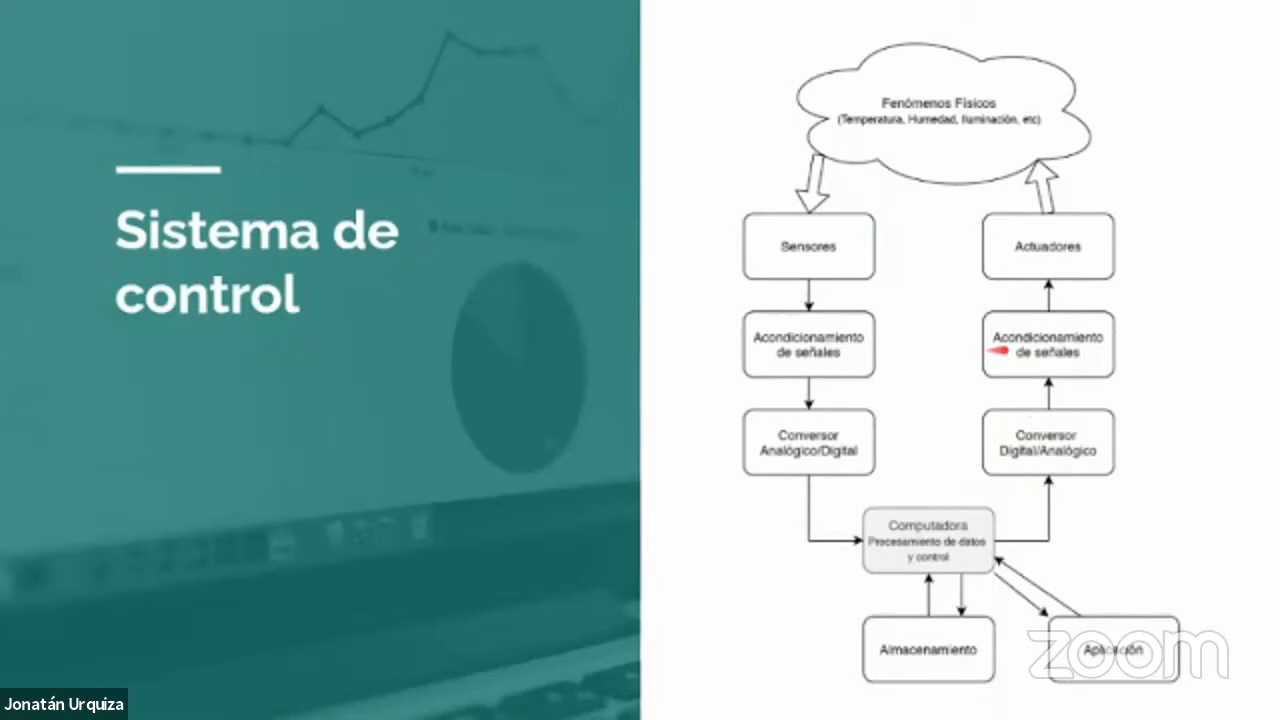 Sistema de
control
Fenómenos Físicos
(Temperatura, Humedad, Iluminación, etc)
Sensores
Actuadores
Acondicionamiento
de señales
Acondicionamiento
de señales
Conversor
Analógico/Digital
Conversor
Digital/Analógico
Computadora
Procesamiento de datos
y control
Almacenamiento
Aplicación
zoom
Jonatán Urquiza